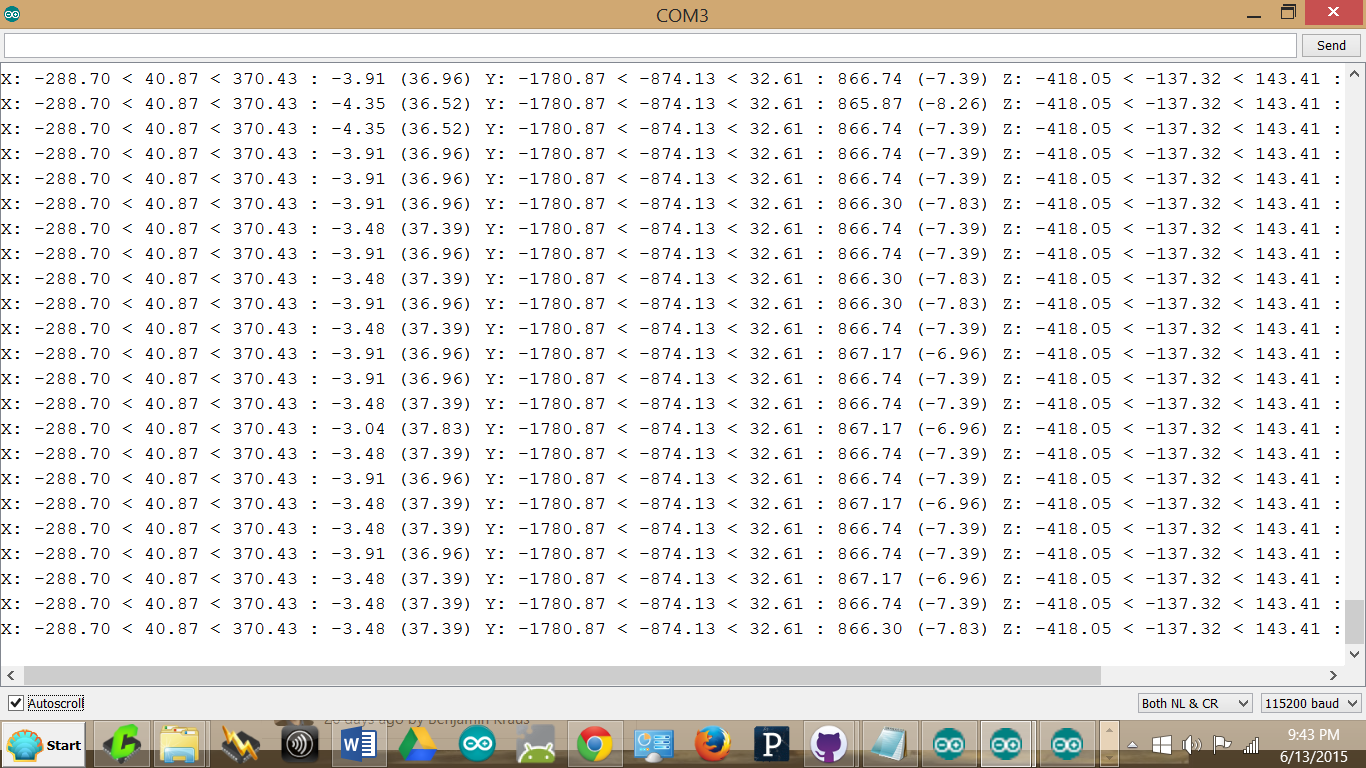 COM3
Send
X: -288.70 < 40.87 < 370.43 : -3.91 (36.96) Y: -1780.87 < -874.13 < 32.61 : 866.74 (-7.39) Z: -418.05 < -137.32 < 143.41 :
X: -288.70 < 40.87 < 370.43 : -4.35 (36.52) Y: -1780.87 < -874.13 < 32.61 : 865.87 (-8.26) Z: -418.05 < -137.32 < 143.41 :
X: -288.70 < 40.87 < 370.43 : -4.35 (36.52) Y: -1780.87 < -874.13 < 32.61 : 866.74 (-7.39) Z: -418.05 < -137.32 < 143.41 :
X: -288.70 < 40.87 < 370.43 : -3.91 (36.96) Y: -1780.87 < -874.13 < 32.61 : 866.74 (-7.39) Z: -418.05 < -137.32 < 143.41 :
X: -288.70 < 40.87 < 370.43 : -3.91 (36.96) Y: -1780.87 < -874.13 < 32.61 : 866.74 (-7.39) Z: -418.05 < -137.32 < 143.41 :
X: -288.70 < 40.87 < 370.43 : -3.91 (36.96) Y: -1780.87 < -874.13 < 32.61 : 866.30 (-7.83) Z: -418.05 < -137.32 < 143.41 :
X: -288.70 < 40.87 < 370.43 : -3.48 (37.39) Y: -1780.87 < -874.13 < 32.61 : 866.74 (-7.39) Z: -418.05 < -137.32 < 143.41 :
X: -288.70 < 40.87 < 370.43 : -3.91 (36.96) Y: -1780.87 < -874.13 < 32.61 : 866.74 (-7.39) Z: -418.05 < -137.32 < 143.41 :
X: -288.70 < 40.87 < 370.43 : -3.48 (37.39) Y: -1780.87 < -874.13 < 32.61 : 866.30 (-7.83) Z: -418.05 < -137.32 < 143.41 :
X: -288.70 < 40.87 < 370.43 : -3.91 (36.96) Y: -1780.87 < -874.13 < 32.61 : 866.30 (-7.83) Z: -418.05 < -137.32 < 143.41 :
X: -288.70 < 40.87 < 370.43 : -3.48 (37.39) Y: -1780.87 < -874.13 < 32.61 : 866.74 (-7.39) Z: -418.05 < -137.32 < 143.41 :
X: -288.70 < 40.87 < 370.43 : -3.91 (36.96) Y: -1780.87 < -874.13 < 32.61 : 867.17 (-6.96) Z: -418.05 < -137.32 < 143.41 :
X: -288.70 < 40.87 < 370.43 : -3.91 (36.96) Y: -1780.87 < -874.13 < 32.61 : 866.74 (-7.39) Z: -418.05 < -137.32 < 143.41 :
X: -288.70 < 40.87 < 370.43 : -3.48 (37.39) Y: -1780.87 < -874.13 < 32.61 : 866.74 (-7.39) Z: -418.05 < -137.32 < 143.41 :
X: -288.70 < 40.87 < 370.43 : -3.04 (37.83) Y: -1780.87 < -874.13 < 32.61 : 867.17 (-6.96) Z: -418.05 < -137.32 < 143.41 :
X: -288.70 < 40.87 < 370.43 : -3.48 (37.39) Y: -1780.87 < -874.13 < 32.61 : 866.74 (-7.39) Z: -418.05 < -137.32 < 143.41 :
X: -288.70 < 40.87 < 370.43 : -3.91 (36.96) Y: -1780.87 < -874.13 < 32.61 : 866.74 (-7.39) Z: -418.05 < -137.32 < 143.41 :
X: -288.70 < 40.87 < 370.43 : -3.48 (37.39) Y: -1780.87 < -874.13 < 32.61 : 867.17 (-6.96) Z: -418.05 < -137.32 < 143.41 :
X: -288.70 < 40.87 < 370.43 : -3.48 (37.39) Y: -1780.87 < -874.13 < 32.61 : 866.74 (-7.39) Z: -418.05 < -137.32 < 143.41 :
X: -288.70 < 40.87 < 370.43 : -3.91 (36.96) Y: -1780.87 < -874.13 < 32.61 : 866.74 (-7.39) Z: -418.05 < -137.32 < 143.41 :
X: -288.70 < 40.87 < 370.43 : -3.48 (37.39) Y: -1780.87 < -874.13 < 32.61 : 867.17 (-6.96) Z: -418.05 < -137.32 < 143.41 :
X: -288.70 < 40.87 < 370.43 : -3.48 (37.39) Y: -1780.87 < -874.13 < 32.61 : 866.74 (-7.39) Z: -418.05 < -137.32 < 143.41 :
X: -288.70 < 40.87 < 370.43 : -3.48 (37.39) Y: -1780.87 < -874.13 < 32.61 : 866.30 (-7.83) Z: -418.05 < -137.32 < 143.41 :
Autoscroll
Both NL & CR
115200 baud
days ago by Benjamin Kraus
Start
9:43 PM
6/13/2015